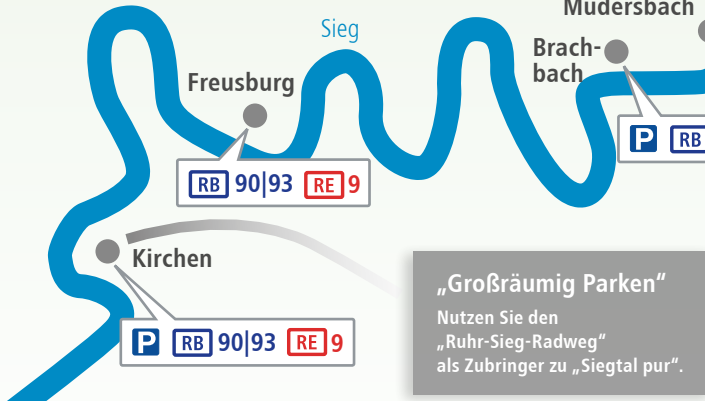 Mudersbach
Sieg
Brach-
bach
Freusburg
P RB
RB 90|93 RE 9
Kirchen
„Großräumig Parken“
Nutzen Sie den
„Ruhr-Sieg-Radweg“
als Zubringer zu „Siegtal pur“.
P RB 90|93 RE 9